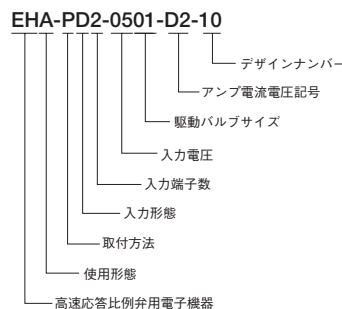 EHA-PD2-0501-D2-10
デザインナンバー
アンプ電流電圧記号
駆動バルブサイズ
入力電圧
入力端子数
入力形態
取付方法
使用形態
高速応答比例弁用電子機器